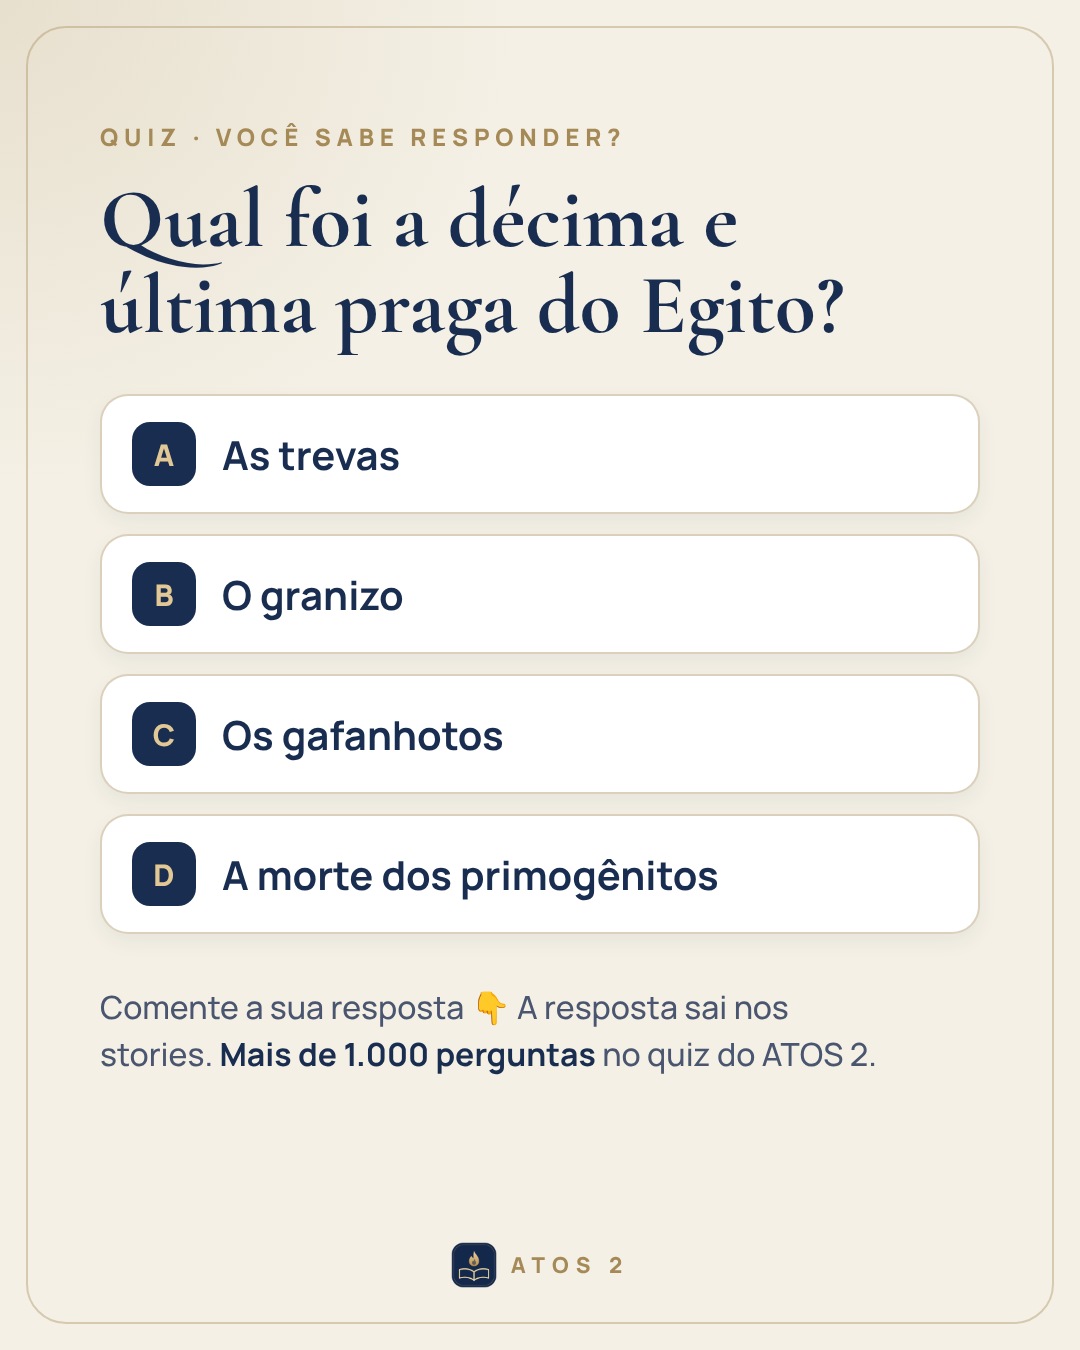 QUIZ · VOCÊ SABE RESPONDER?
Qual foi a décima e
última praga do Egito?
A As trevas
B O granizo
C Os gafanhotos
D A morte dos primogênitos
Comente a sua resposta 👇 A resposta sai nos
stories. Mais de 1.000 perguntas no quiz do ATOS 2.
ATOS 2